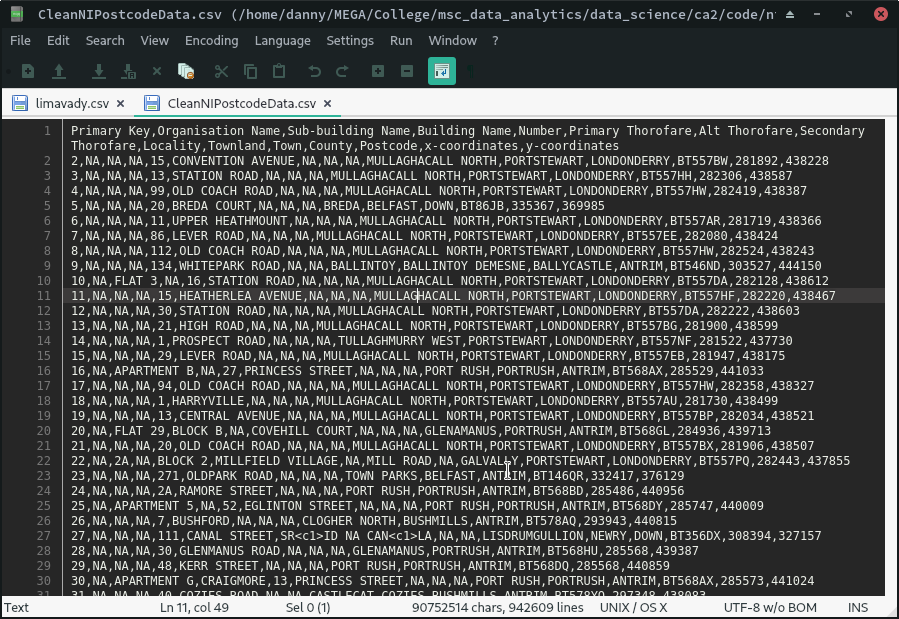 CleanNIPostcodeData.csv (/home/danny/MEGA/College/msc_data_analytics/data_science/ca2/code/n
File Edit Search View Encoding Language Settings Run Window ?
limavady.csv × CleanNIPostcodeData.csv ×
1 Primary Key,Organisation Name,Sub-building Name,Building Name,Number,Primary Thorofare,Alt Thorofare,Secondary
Thorofare,Locality,Townland,Town,County,Postcode,x-coordinates,y-coordinates
2 2,NA,NA,NA,15,CONVENTION AVENUE,NA,NA,NA,MULLAGHACALL NORTH,PORTSTEWART,LONDONDERRY,BT557BW,281892,438228
3 3,NA,NA,NA,13,STATION ROAD,NA,NA,NA,MULLAGHACALL NORTH,PORTSTEWART,LONDONDERRY,BT557HH,282306,438587
4 4,NA,NA,NA,99,OLD COACH ROAD,NA,NA,NA,MULLAGHACALL NORTH,PORTSTEWART,LONDONDERRY,BT557HW,282419,438387
5 5,NA,NA,NA,20,BREDA COURT,NA,NA,NA,BREDA,BELFAST,DOWN,BT86JB,335367,369985
6 6,NA,NA,NA,11,UPPER HEATHMOUNT,NA,NA,NA,MULLAGHACALL NORTH,PORTSTEWART,LONDONDERRY,BT557AR,281719,438366
7 7,NA,NA,NA,86,LEVER ROAD,NA,NA,NA,MULLAGHACALL NORTH,PORTSTEWART,LONDONDERRY,BT557EE,282080,438424
8 8,NA,NA,NA,112,OLD COACH ROAD,NA,NA,NA,MULLAGHACALL NORTH,PORTSTEWART,LONDONDERRY,BT557HW,282524,438243
9 9,NA,NA,NA,134,WHITEPARK ROAD,NA,NA,BALLINTOY,BALLINTOY DEMESNE,BALLYCASTLE,ANTRIM,BT546ND,303527,444150
10 10,NA,FLAT 3,NA,16,STATION ROAD,NA,NA,NA,MULLAGHACALL NORTH,PORTSTEWART,LONDONDERRY,BT557DA,282128,438612
11 11,NA,NA,NA,15,HEATHERLEA AVENUE,NA,NA,NA,MULLAGHACALL NORTH,PORTSTEWART,LONDONDERRY,BT557HF,282220,438467
12 12,NA,NA,NA,30,STATION ROAD,NA,NA,NA,MULLAGHACALL NORTH,PORTSTEWART,LONDONDERRY,BT557DA,282222,438603
13 13,NA,NA,NA,21,HIGH ROAD,NA,NA,NA,MULLAGHACALL NORTH,PORTSTEWART,LONDONDERRY,BT557BG,281900,438599
14 14,NA,NA,NA,1,PROSPECT ROAD,NA,NA,NA,TULLAGHMURRY WEST,PORTSTEWART,LONDONDERRY,BT557NF,281522,437730
15 15,NA,NA,NA,29,LEVER ROAD,NA,NA,NA,MULLAGHACALL NORTH,PORTSTEWART,LONDONDERRY,BT557EB,281947,438175
16 16,NA,APARTMENT B,NA,27,PRINCESS STREET,NA,NA,NA,PORT RUSH,PORTRUSH,ANTRIM,BT568AX,285529,441033
17 17,NA,NA,NA,94,OLD COACH ROAD,NA,NA,NA,MULLAGHACALL NORTH,PORTSTEWART,LONDONDERRY,BT557HW,282358,438327
18 18,NA,NA,NA,1,HARRYVILLE,NA,NA,NA,MULLAGHACALL NORTH,PORTSTEWART,LONDONDERRY,BT557AU,281730,438499
19 19,NA,NA,NA,13,CENTRAL AVENUE,NA,NA,NA,MULLAGHACALL NORTH,PORTSTEWART,LONDONDERRY,BT557BP,282034,438521
20 20,NA,FLAT 29,BLOCK B,NA,COVEHILL COURT,NA,NA,NA,GLENAMANUS,PORTRUSH,ANTRIM,BT568GL,284936,439713
21 21,NA,NA,NA,20,OLD COACH ROAD,NA,NA,NA,MULLAGHACALL NORTH,PORTSTEWART,LONDONDERRY,BT557BX,281906,438507
22 22,NA,2A,NA,BLOCK 2,MILLFIELD VILLAGE,NA,MILL ROAD,NA,GALVALLY,PORTSTEWART,LONDONDERRY,BT557PQ,282443,437855
23 23,NA,NA,NA,271,OLDPARK ROAD,NA,NA,NA,TOWN PARKS,BELFAST,ANTRIM,BT146QR,332417,376129
24 24,NA,NA,NA,2A,RAMORE STREET,NA,NA,NA,PORT RUSH,PORTRUSH,ANTRIM,BT568BD,285486,440956
25 25,NA,APARTMENT 5,NA,52,EGLINTON STREET,NA,NA,NA,PORT RUSH,PORTRUSH,ANTRIM,BT568DY,285747,440009
26 26,NA,NA,NA,7,BUSHFORD,NA,NA,NA,CLOGHER NORTH,BUSHMILLS,ANTRIM,BT578AQ,293943,440815
27 27,NA,NA,NA,111,CANAL STREET,SR<c1>ID NA CAN<c1>LA,NA,NA,LISDRUMGULLION,NEWRY,DOWN,BT356DX,308394,327157
28 28,NA,NA,NA,30,GLENMANUS ROAD,NA,NA,NA,GLENAMANUS,PORTRUSH,ANTRIM,BT568HU,285568,439387
29 29,NA,NA,NA,48,KERR STREET,NA,NA,NA,PORT RUSH,PORTRUSH,ANTRIM,BT568DQ,285568,440859
30 30,NA,APARTMENT G,CRAIGMORE,13,PRINCESS STREET,NA,NA,NA,PORT RUSH,PORTRUSH,ANTRIM,BT568AX,285573,441024
31 31,NA,NA,NA,40,COZIES ROAD,NA,NA,CASTLECAT,COZIES,BUSHMILLS,ANTRIM,BT578YQ,297348,438083
Text Ln 11, col 49 Sel 0 (1) 90752514 chars, 942609 lines UNIX / OS X UTF-8 w/o BOM INS